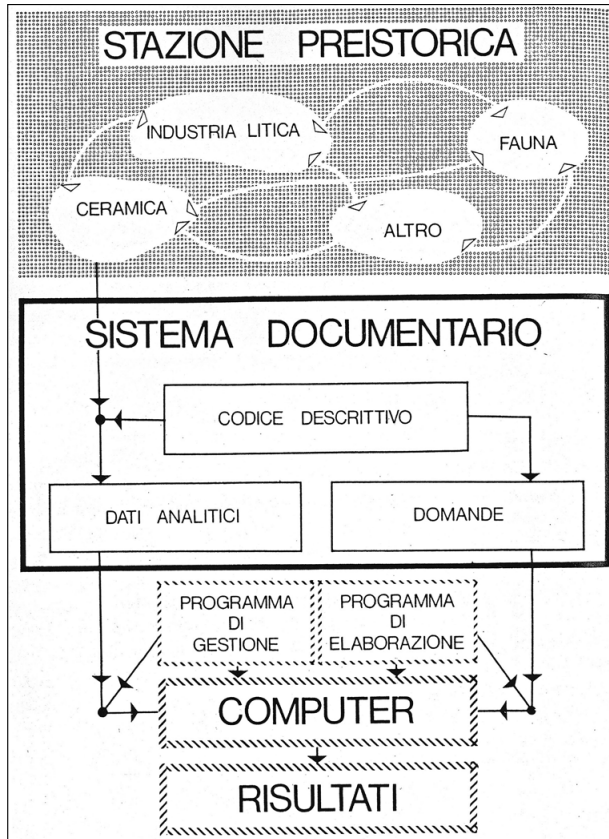 STAZIONE PREISTORICA
INDUSTRIA LITICA
FAUNA
CERAMICA
ALTRO
SISTEMA DOCUMENTARIO
CODICE DESCRITTIVO
DATI ANALITICI
DOMANDE
PROGRAMMA
DI
GESTIONE
PROGRAMMA
DI
ELABORAZIONE
COMPUTER
RISULTATI